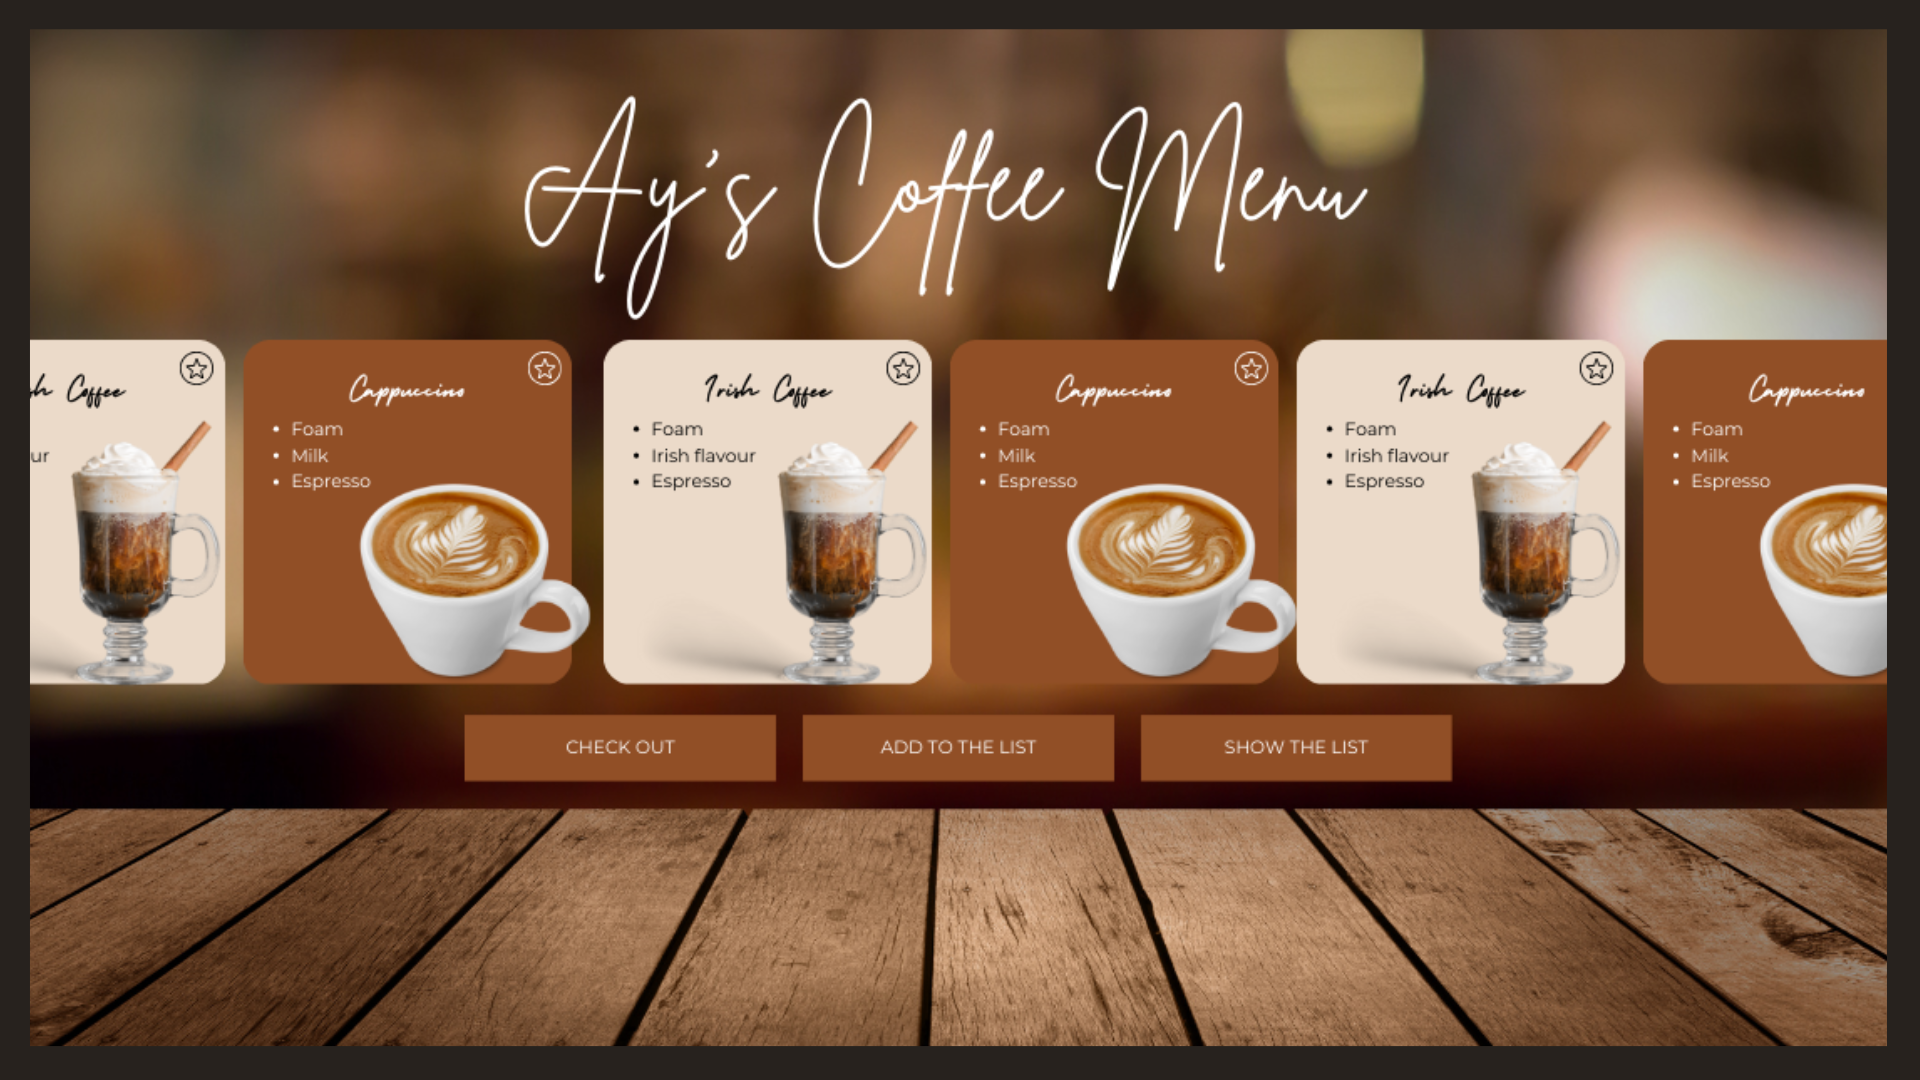 Ay's Coffee Menu
Coffee
Cappuccino
• Foam
• Milk
• Espresso
Irish Coffee
• Foam
• Irish flavour
• Espresso
Cappuccino
• Foam
• Milk
• Espresso
Irish Coffee
• Foam
• Irish flavour
• Espresso
Cappuccino
• Foam
• Milk
• Espresso
CHECK OUT
ADD TO THE LIST
SHOW THE LIST